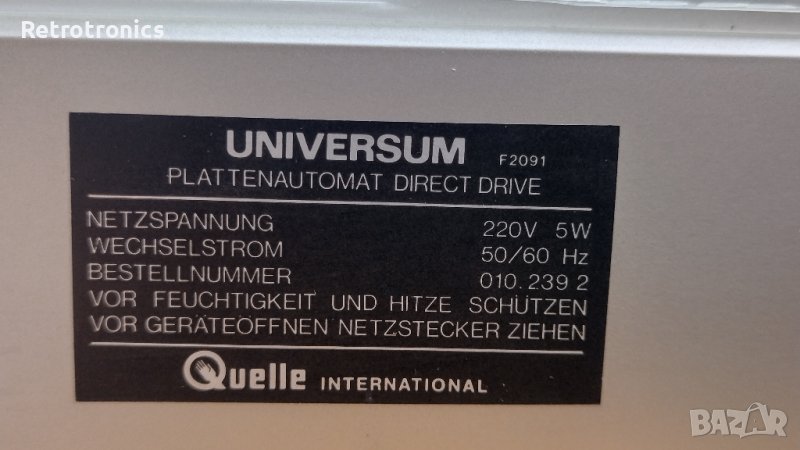 Retrotronics
UNIVERSUM F2091
PLATTENAUTOMAT DIRECT DRIVE
NETZSPANNUNG 220V 5W
WECHSELSTROM 50/60 Hz
BESTELLNUMMER 010.239 2
VOR FEUCHTIGKEIT UND HITZE SCHÜTZEN
VOR GERÄTEÖFFNEN NETZSTECKER ZIEHEN
Quelle INTERNATIONAL
BAZAR